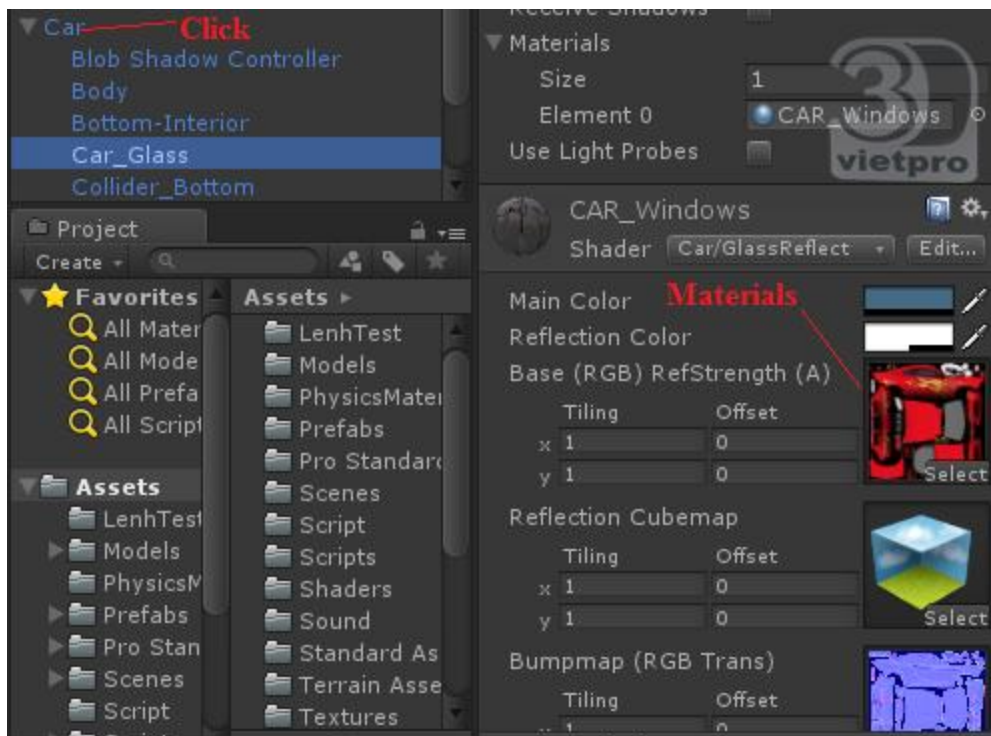 Car
Click
Blob Shadow Controller
Body
Bottom-Interior
Car_Glass
Collider_Bottom
Project
Create
Favorites
All Mater
All Mode
All Prefa
All Script
Assets
LenhTest
Models
PhysicsM
Prefabs
Pro Stan
Scenes
Script
Assets
LenhTest
Models
PhysicsMater
Prefabs
Pro Standard
Scenes
Script
Scripts
Shaders
Sound
Standard As
Terrain Asse
Textures
Receive Shadows
Materials
Size 1
Element 0 CAR_Windows
Use Light Probes
3D
vietpro
CAR_Windows
Shader Car/GlassReflect Edit...
Main Color
Materials
Reflection Color
Base (RGB) RefStrength (A)
Tiling Offset
x 1 0
y 1 0
Select
Reflection Cubemap
Tiling Offset
x 1 0
y 1 0
Select
Bumpmap (RGB Trans)
Tiling Offset